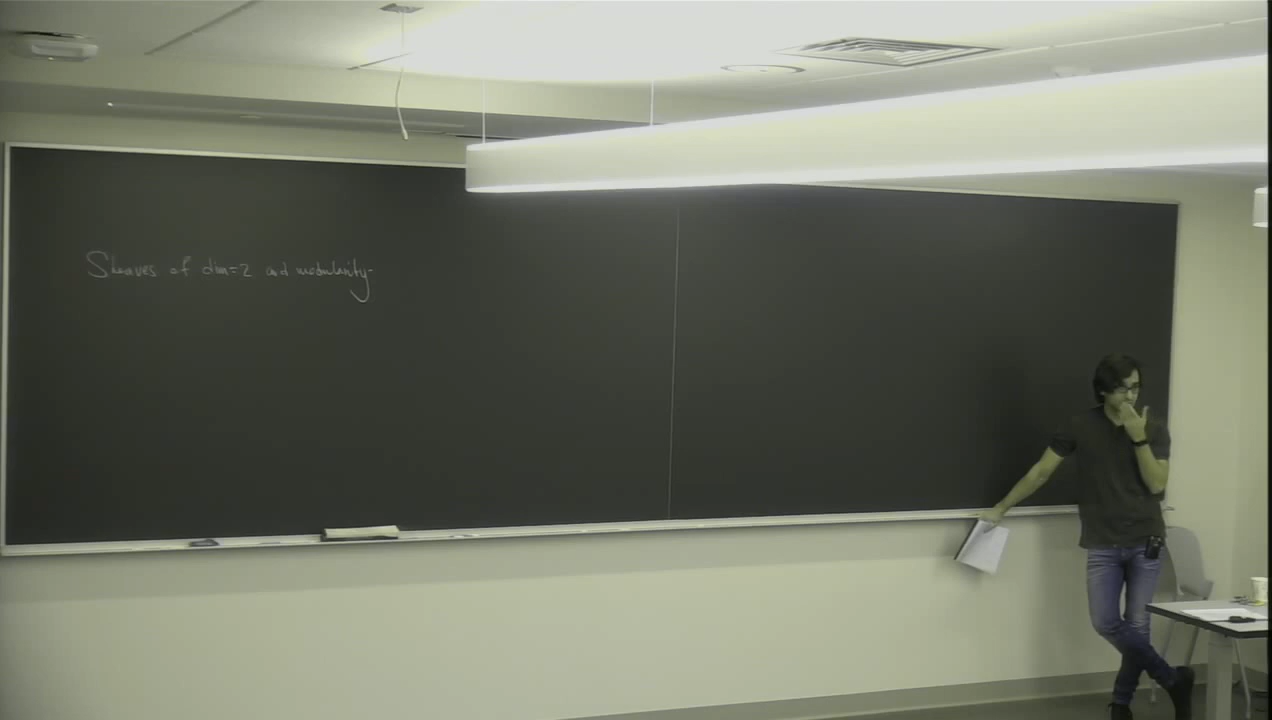 Sheaves of dim=2 and modularity-